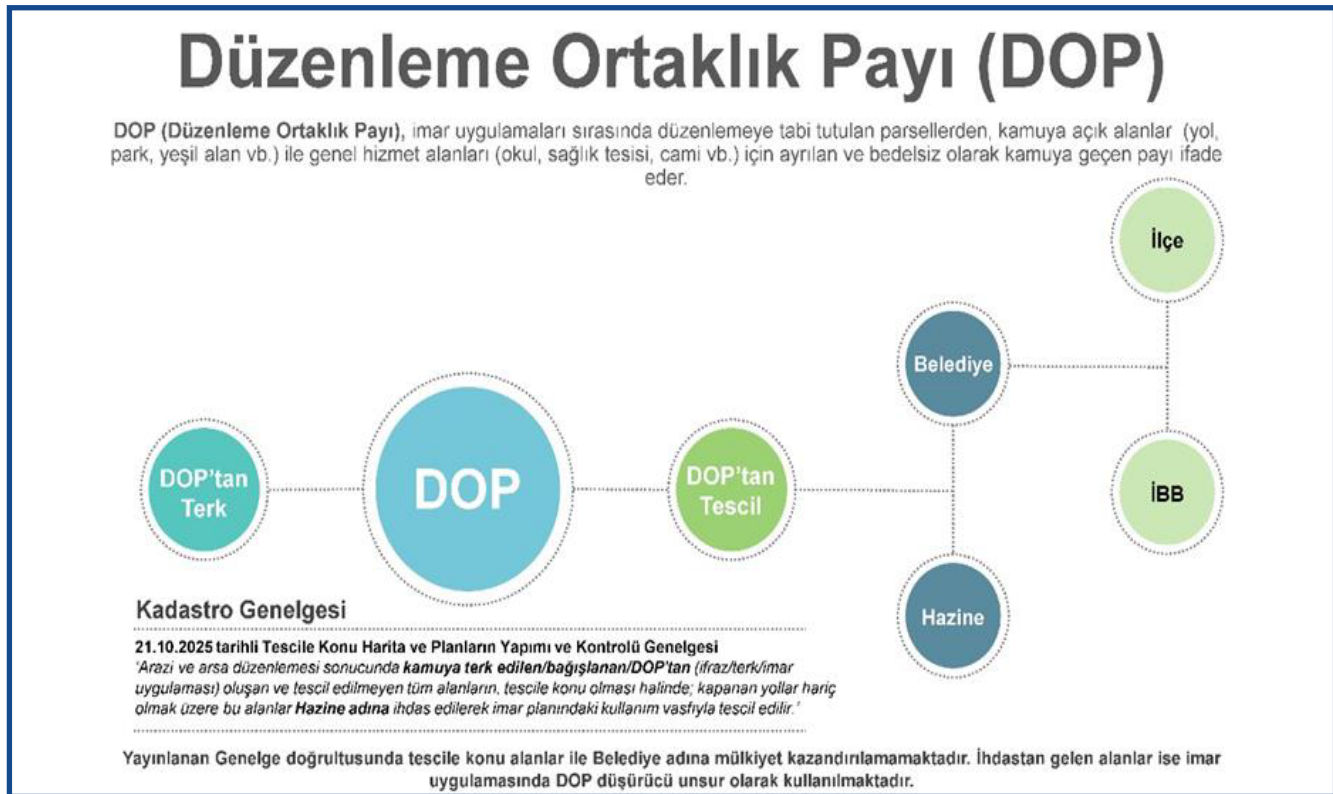 Düzenleme Ortaklık Payı (DOP)
DOP (Düzenleme Ortaklık Payı), imar uygulamaları sırasında düzenlemeye tabi tutulan parsellerden, kamuya açık alanlar (yol,
park, yeşil alan vb.) ile genel hizmet alanları (okul, sağlık tesisi, cami vb.) için ayrılan ve bedelsiz olarak kamuya geçen payı ifade
eder.
İlçe
Belediye
DOP'tan
Terk
DOP
DOP'tan
Tescil
İBB
Hazine
Kadastro Genelgesi
21.10.2025 tarihli Tescile Konu Harita ve Planların Yapımı ve Kontrolü Genelgesi
'Arazi ve arsa düzenlemesi sonucunda kamuya terk edilen/bağışlanan/DOP'tan (ifraz/terk/imar
uygulaması) oluşan ve tescil edilmeyen tüm alanların, tescile konu olması halinde; kapanan yollar hariç
olmak üzere bu alanlar Hazine adına ihdas edilerek imar planındaki kullanım vasfıyla tescil edilir.'
Yayınlanan Genelge doğrultusunda tescile konu alanlar ile Belediye adına mülkiyet kazandırılamamaktadır. İhdastan gelen alanlar ise imar
uygulamasında DOP düşürücü unsur olarak kullanılmaktadır.